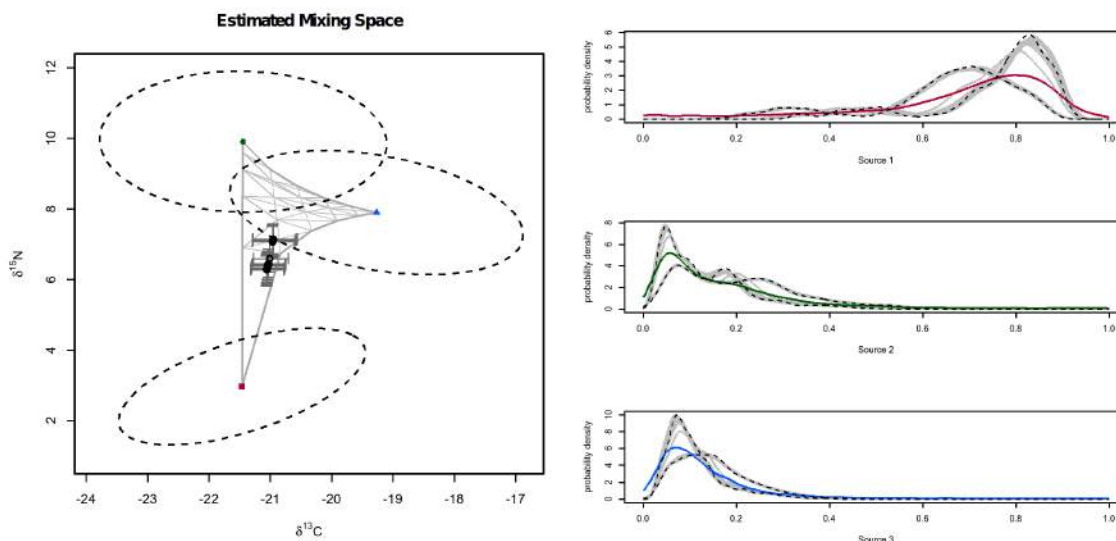 Estimated Mixing Space
12
10
8
6
4
2
δ¹⁵N
-24 -23 -22 -21 -20 -19 -18 -17
δ¹³C
probability density
6
5
4
3
2
1
0
0.0 0.2 0.4 0.6 0.8 1.0
Source 1
probability density
8
6
4
2
0
0.0 0.2 0.4 0.6 0.8 1.0
Source 2
probability density
10
8
6
4
2
0
0.0 0.2 0.4 0.6 0.8 1.0
Source 3